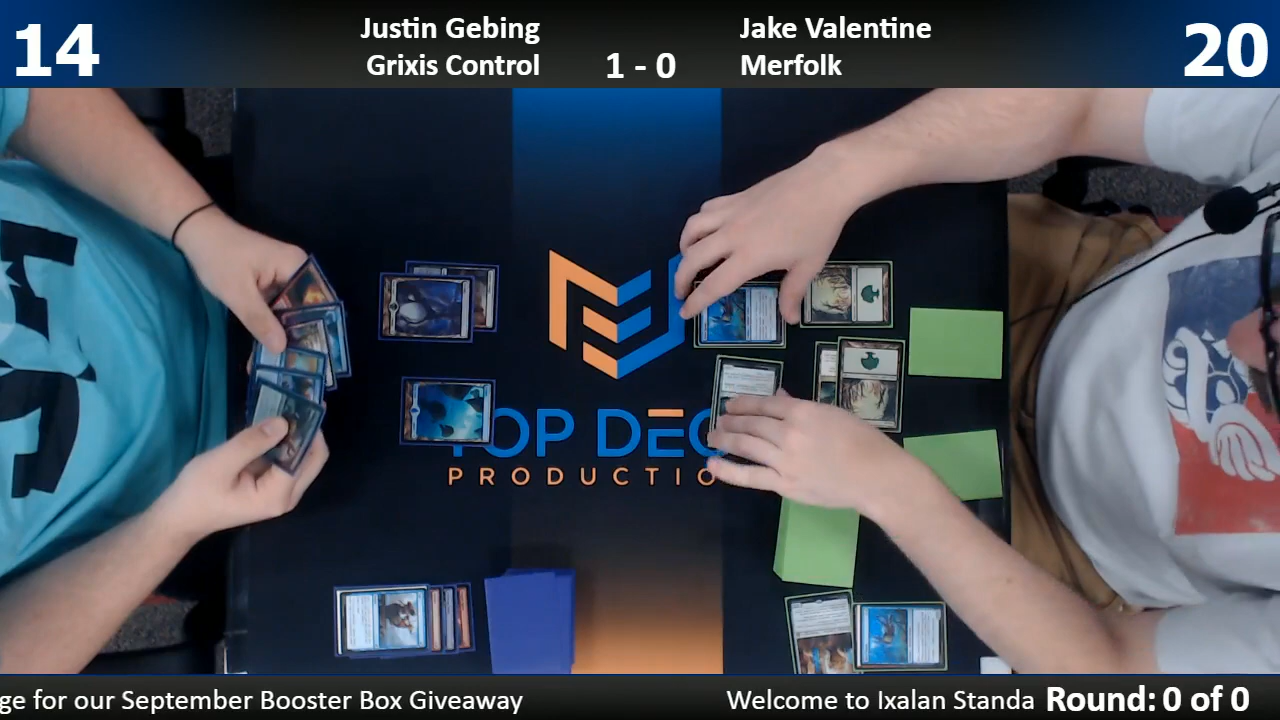 14
Justin Gebing
Grixis Control
1 - 0
Jake Valentine
Merfolk
20
TOP DEC
PRODUCTIO
ge for our September Booster Box Giveaway
Welcome to Ixalan Standa
Round: 0 of 0